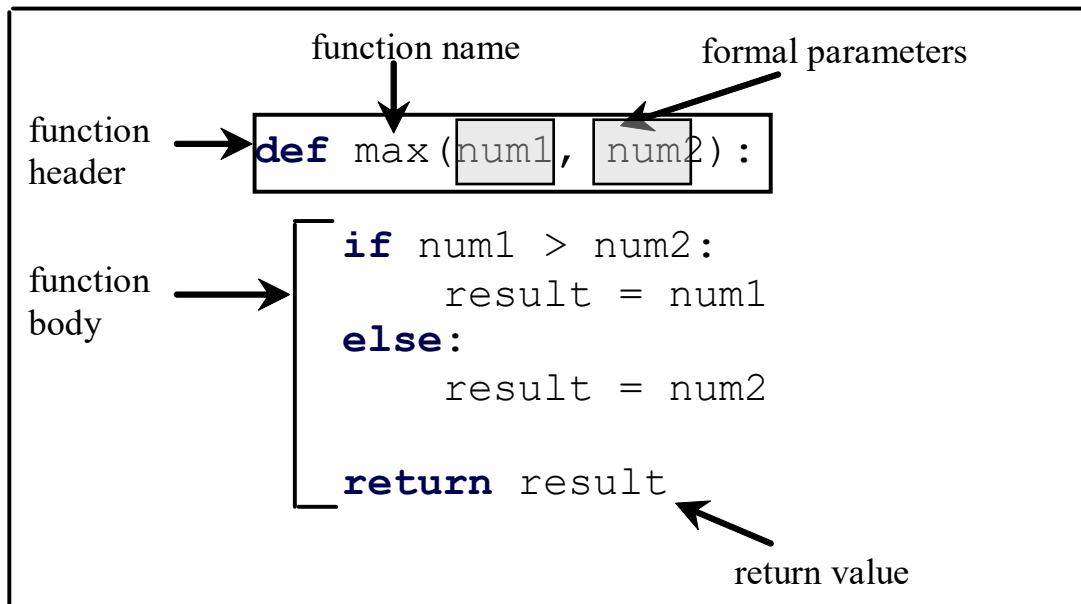 function name
formal parameters
function
header
def max(num1, num2):
function
body
if num1 > num2:
result = num1
else:
result = num2
return result
return value